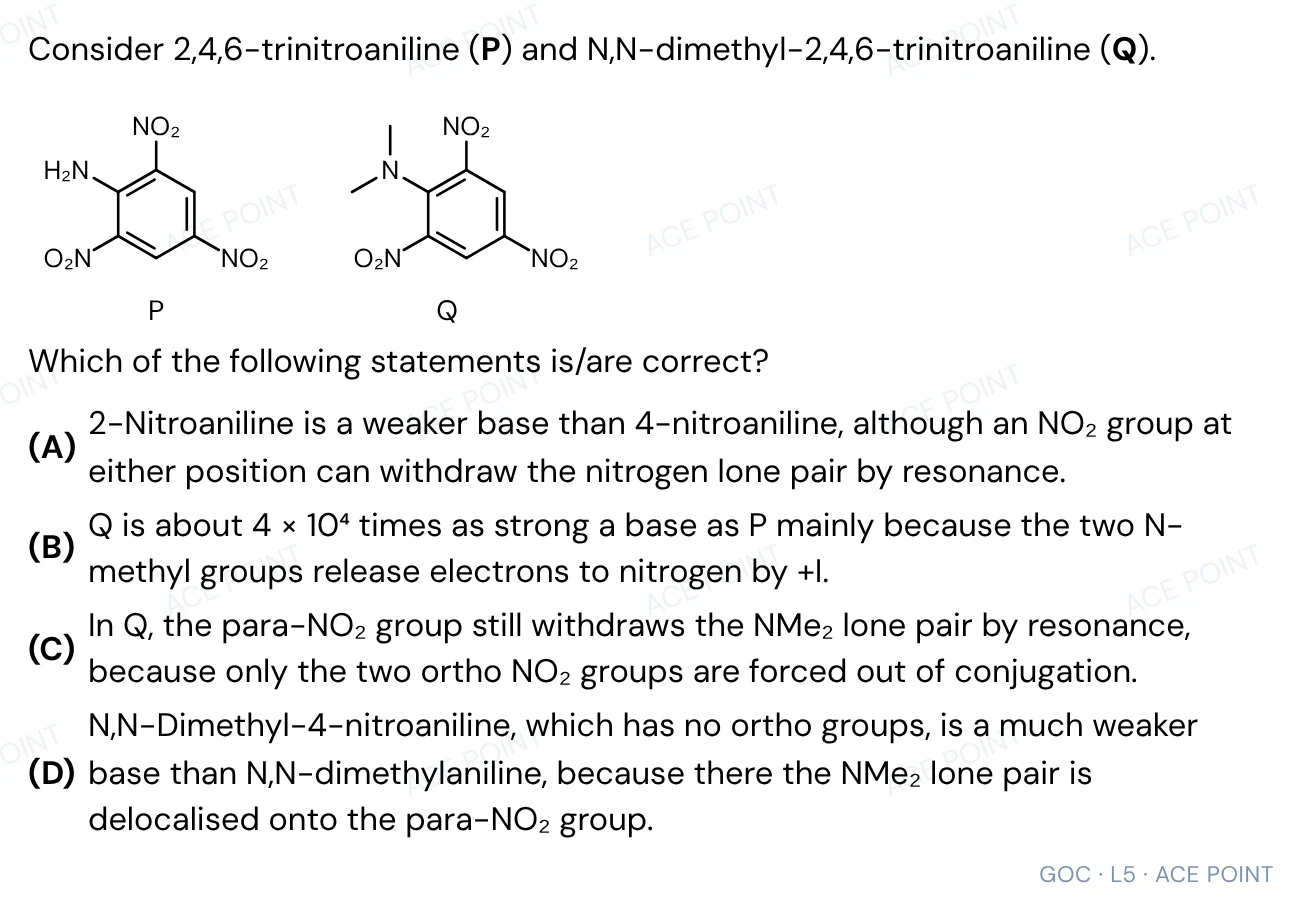 Consider 2,4,6-trinitroaniline (P) and N,N-dimethyl-2,4,6-trinitroaniline (Q).
NO₂
H₂N
O₂N
NO₂
P
NO₂
N
O₂N
NO₂
Q
Which of the following statements is/are correct?
(A) 2-Nitroaniline is a weaker base than 4-nitroaniline, although an NO₂ group at
either position can withdraw the nitrogen lone pair by resonance.
(B) Q is about 4 × 10⁴ times as strong a base as P mainly because the two N-
methyl groups release electrons to nitrogen by +I.
(C) In Q, the para-NO₂ group still withdraws the NMe₂ lone pair by resonance,
because only the two ortho NO₂ groups are forced out of conjugation.
(D) N,N-Dimethyl-4-nitroaniline, which has no ortho groups, is a much weaker
base than N,N-dimethylaniline, because there the NMe₂ lone pair is
delocalised onto the para-NO₂ group.
GOC · L5 · ACE POINT
ACE POINT